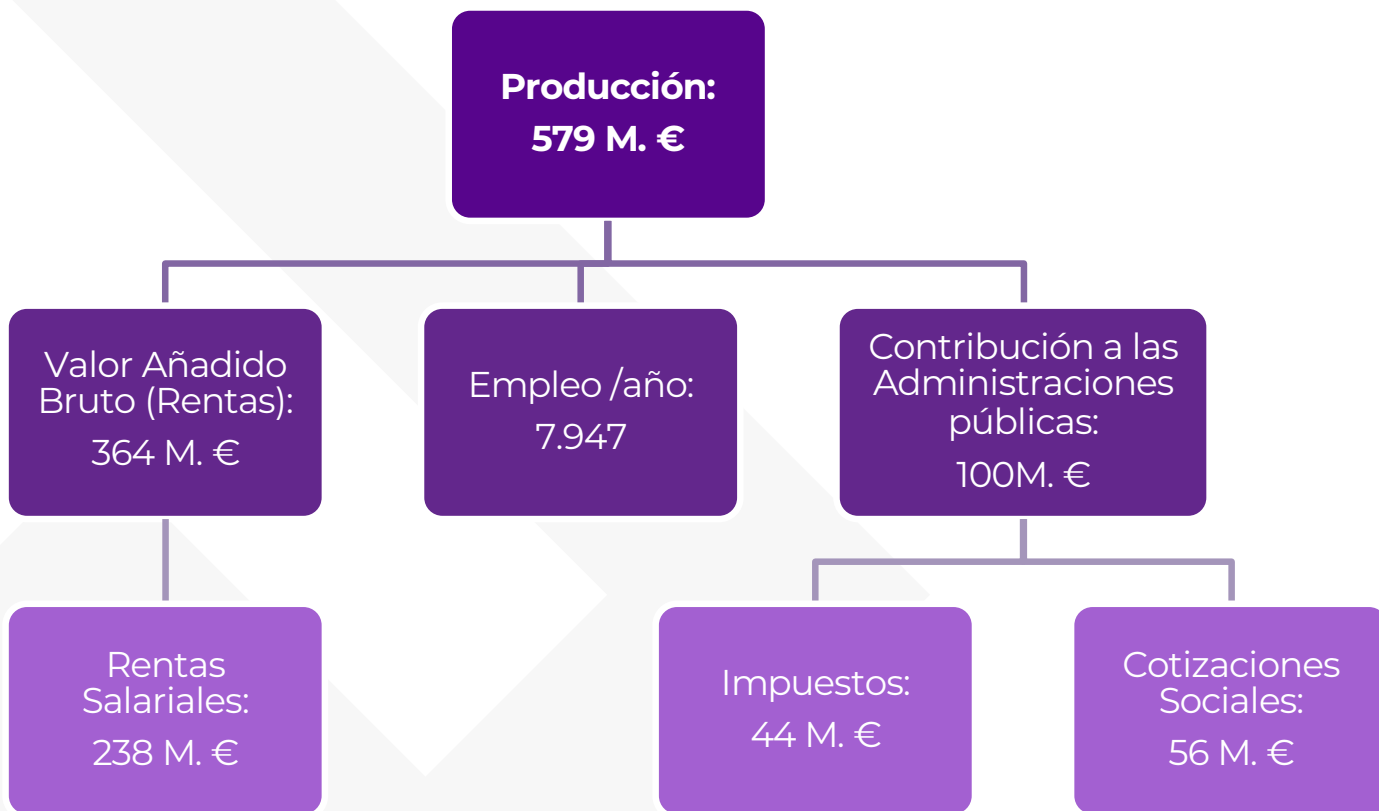 Producción:
579 M. €
Valor Añadido
Bruto (Rentas):
364 M. €
Empleo /año:
7.947
Contribución a las
Administraciones
públicas:
100M. €
Rentas
Salariales:
238 M. €
Impuestos:
44 M. €
Cotizaciones
Sociales:
56 M. €